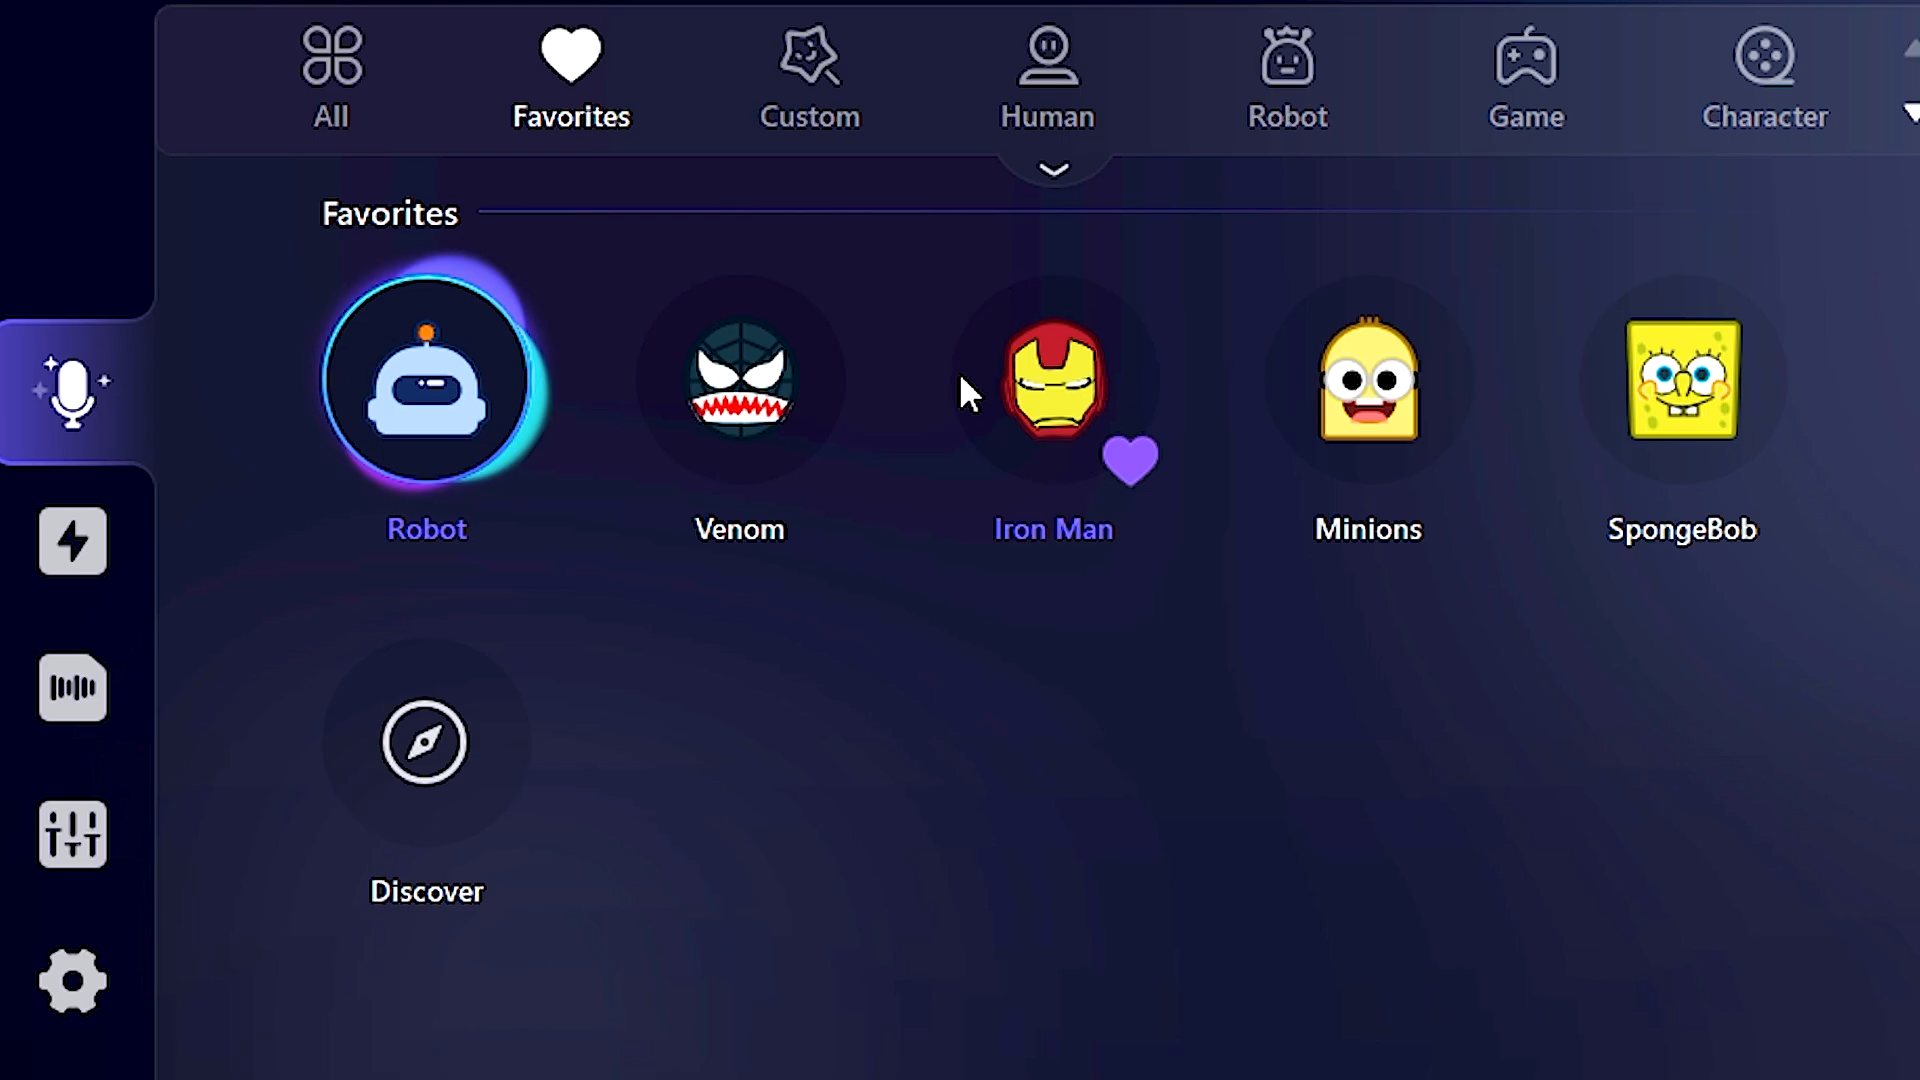 All Favorites Custom Human Robot Game Character
Favorites
Robot Venom Iron Man Minions SpongeBob
Discover